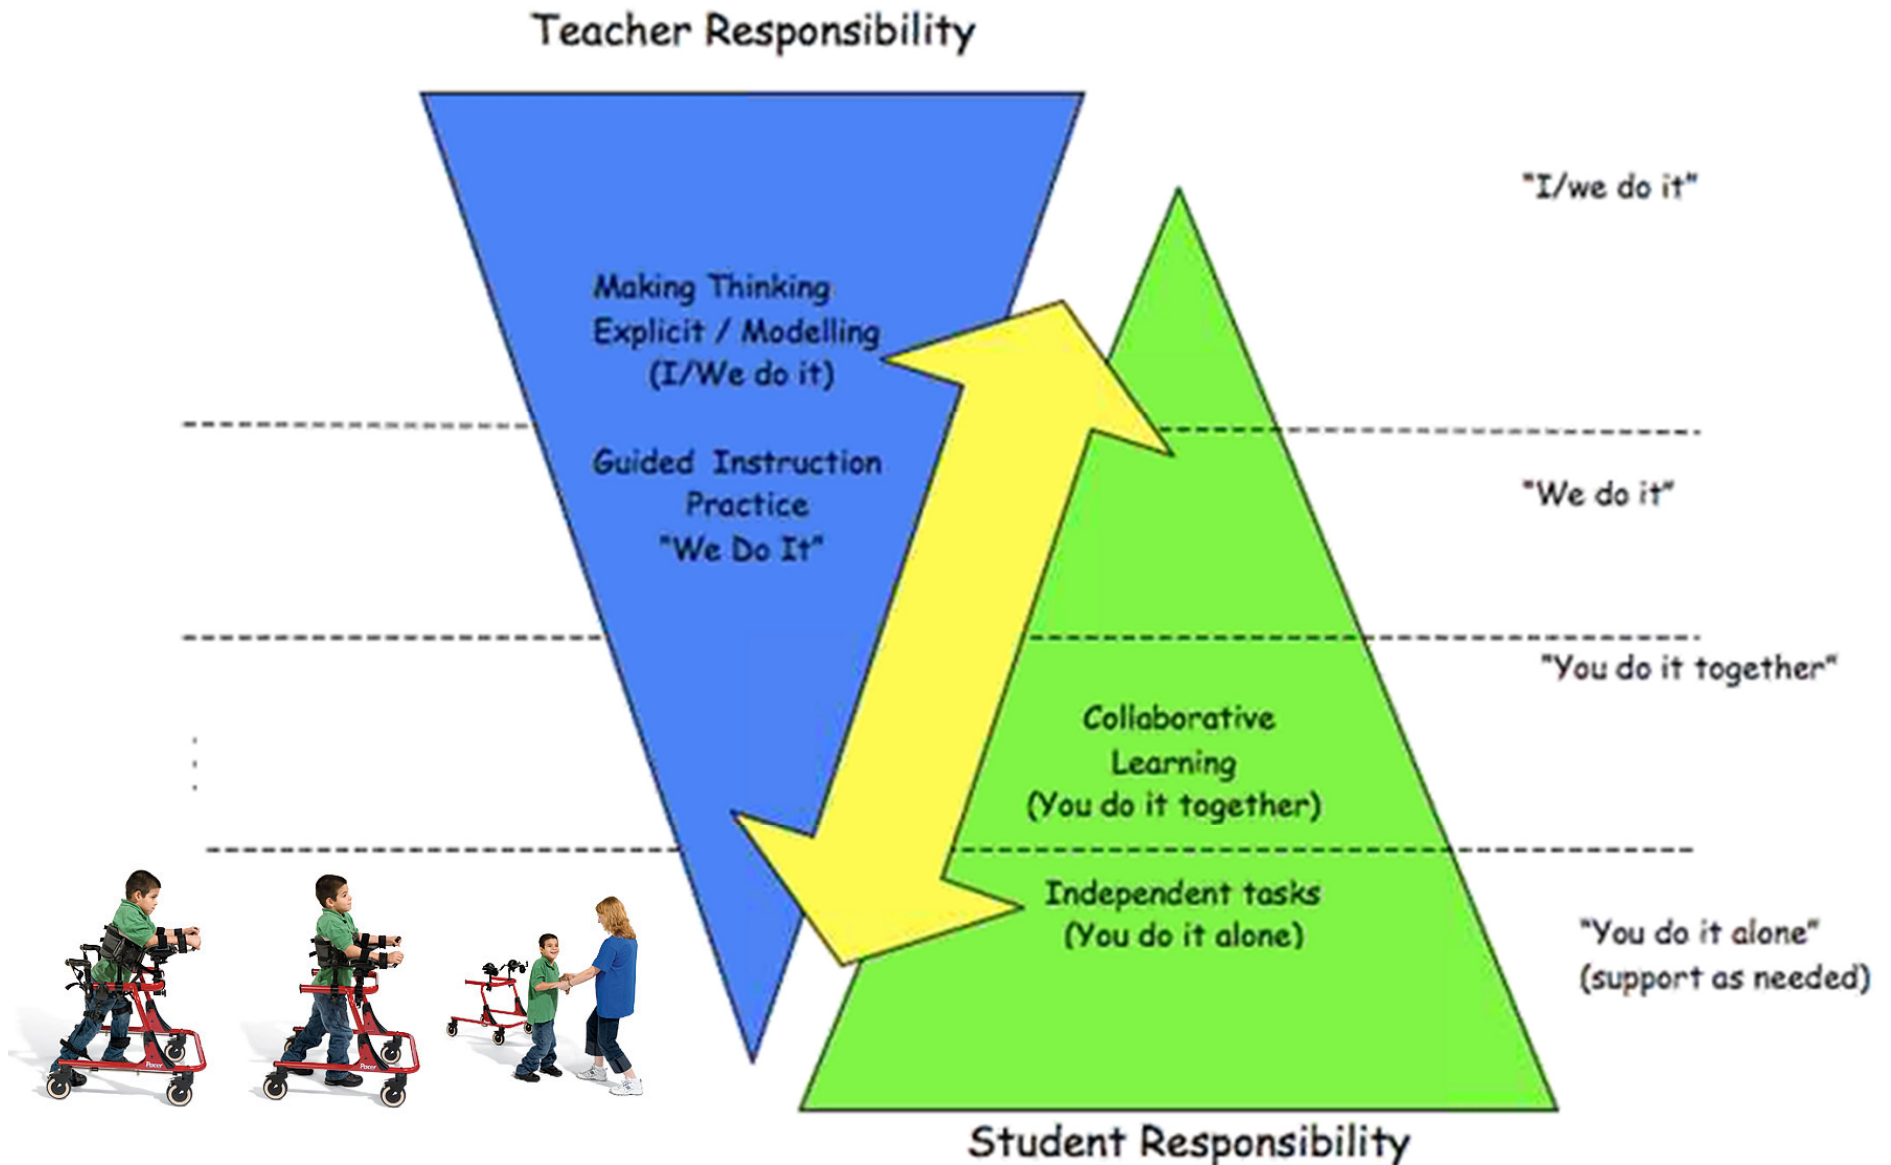 Teacher Responsibility
"I/we do it"
Making Thinking
Explicit / Modelling
(I/We do it)
Guided Instruction
Practice
"We Do It"
"We do it"
"You do it together"
Collaborative
Learning
(You do it together)
Independent tasks
(You do it alone)
"You do it alone"
(support as needed)
Pacer
Pacer
Student Responsibility